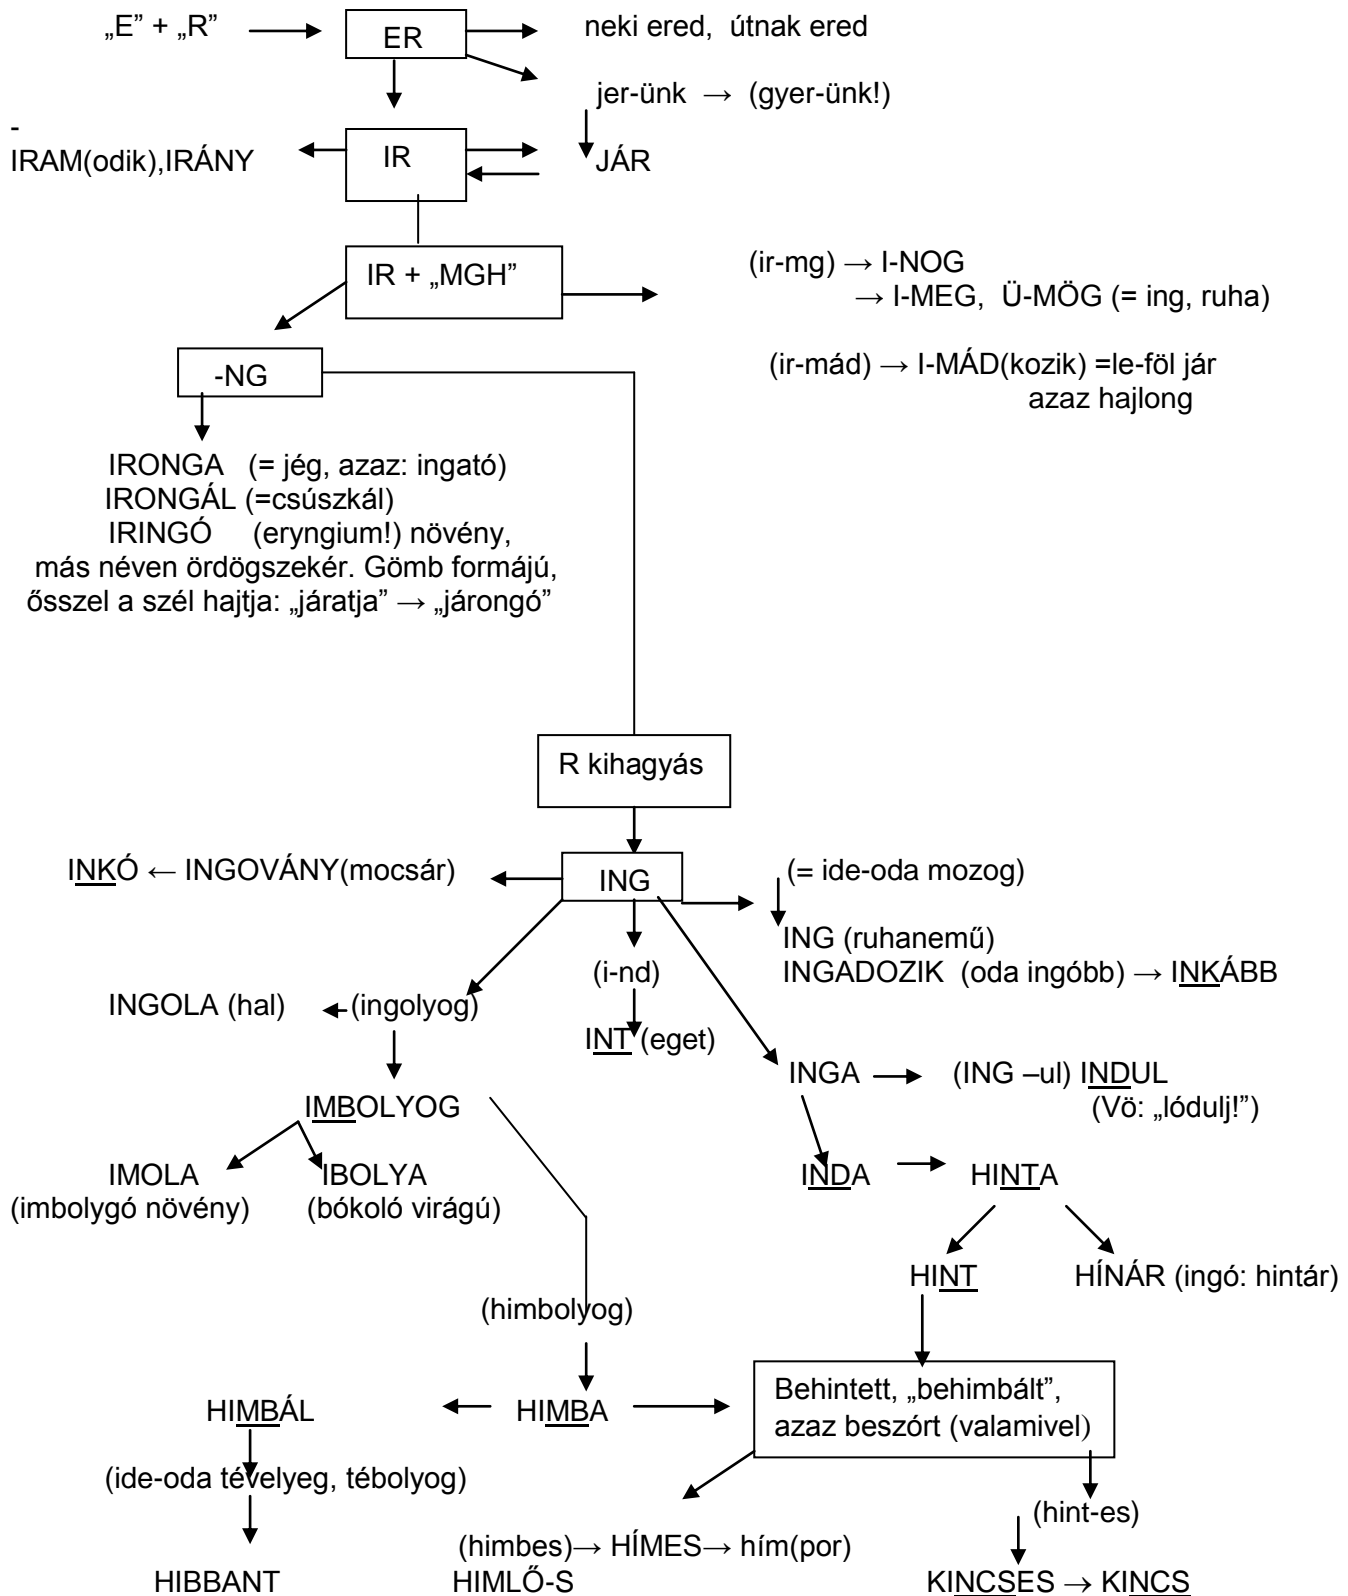 „E” + „R” → ER → neki ered, útnak ered
jer-ünk → (gyer-ünk!)
-
IRAM(odik),IRÁNY ← IR → JÁR
IR + „MGH”
(ir-mg) → I-NOG
→ I-MEG, Ü-MÖG (= ing, ruha)
-NG
(ir-mád) → I-MÁD(kozik) =le-föl jár
azaz hajlong
IRONGA (= jég, azaz: ingató)
IRONGÁL (=csúszkál)
IRINGÓ (eryngium!) növény,
más néven ördögszekér. Gömb formájú,
ősszel a szél hajtja: „járatja” → „járongó”
R kihagyás
INKÓ ← INGOVÁNY(mocsár) ← ING → (= ide-oda mozog)
ING (ruhanemű)
INGADOZIK (oda ingóbb) → INKÁBB
(i-nd)
INGOLA (hal) ← (ingolyog)
INT (eget)
INGA → (ING –ul) INDUL
(Vö: „lódulj!”)
IMBOLYOG
IMOLA IBOLYA
(imbolygó növény) (bókoló virágú)
INDA → HINTA
HINT HÍNÁR (ingó: hintár)
(himbolyog)
Behintett, „behimbált”,
azaz beszórt (valamivel)
HIMBÁL ← HIMBA →
(ide-oda tévelyeg, tébolyog)
(hint-es)
(himbes)→ HÍMES→ hím(por)
HIBBANT HIMLŐ-S KINCSES → KINCS